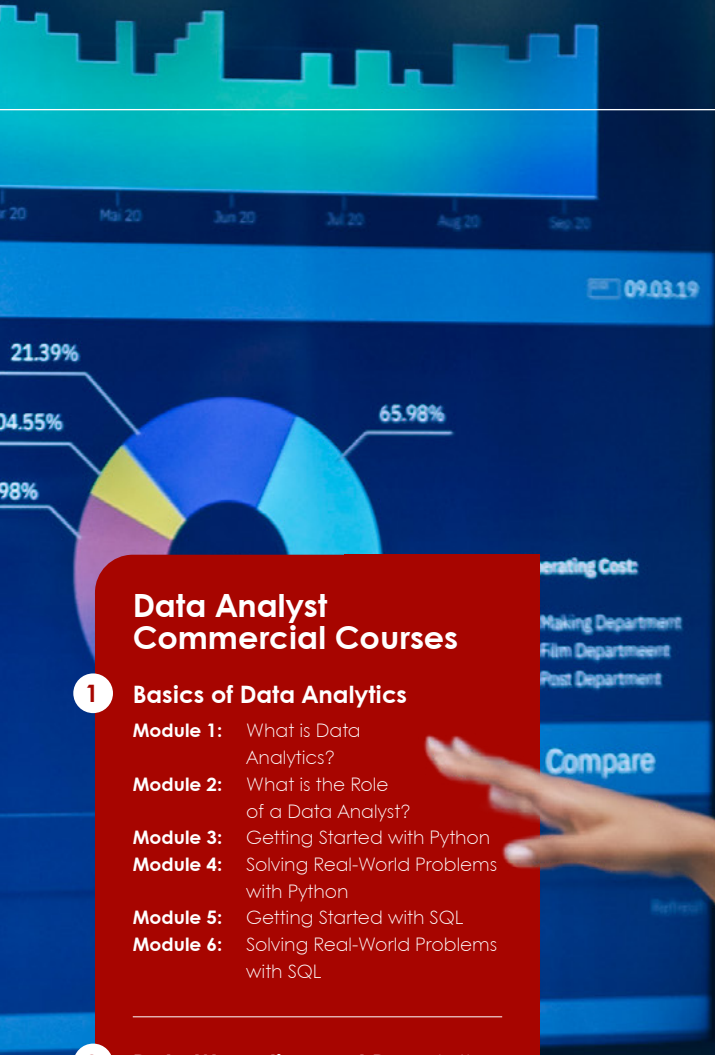 20
Mai 20
Jun 20
Jul 20
Aug 20
Sep 20
09.03.19
21.39%
04.55%
65.98%
98%
erating Cost:
Making Department
Film Departmeent
Post Department
Compare
Refresh
Data Analyst
Commercial Courses
1 Basics of Data Analytics
Module 1: What is Data
Analytics?
Module 2: What is the Role
of a Data Analyst?
Module 3: Getting Started with Python
Module 4: Solving Real-World Problems
with Python
Module 5: Getting Started with SQL
Module 6: Solving Real-World Problems
with SQL